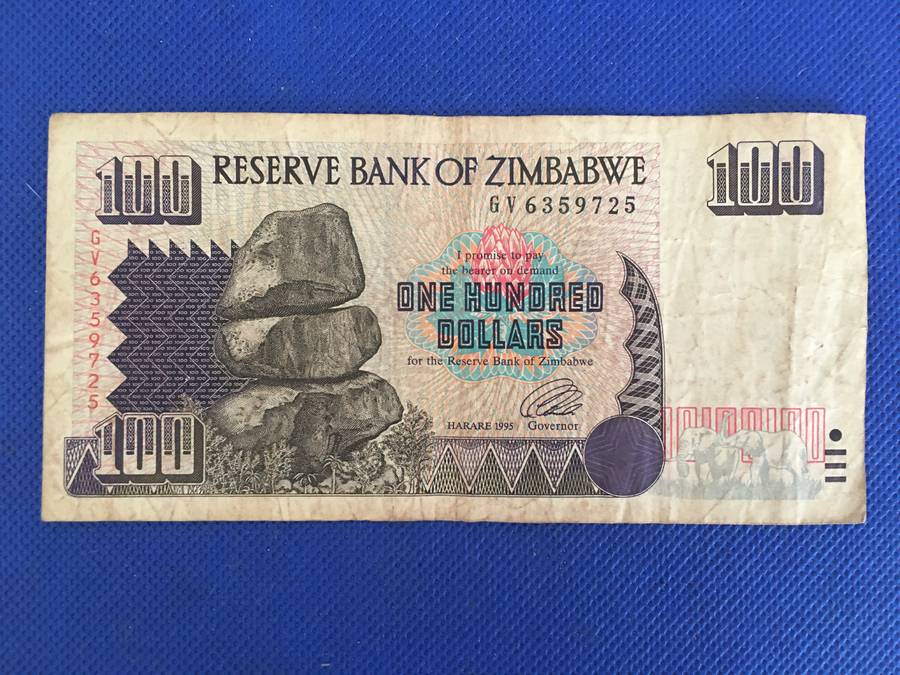 100 RESERVE BANK OF ZIMBABWE 100
GV6359725
GV6359725
I promise to pay
the bearer on demand
ONE HUNDRED
DOLLARS
for the Reserve Bank of Zimbabwe
HARARE 1995 Governor
100